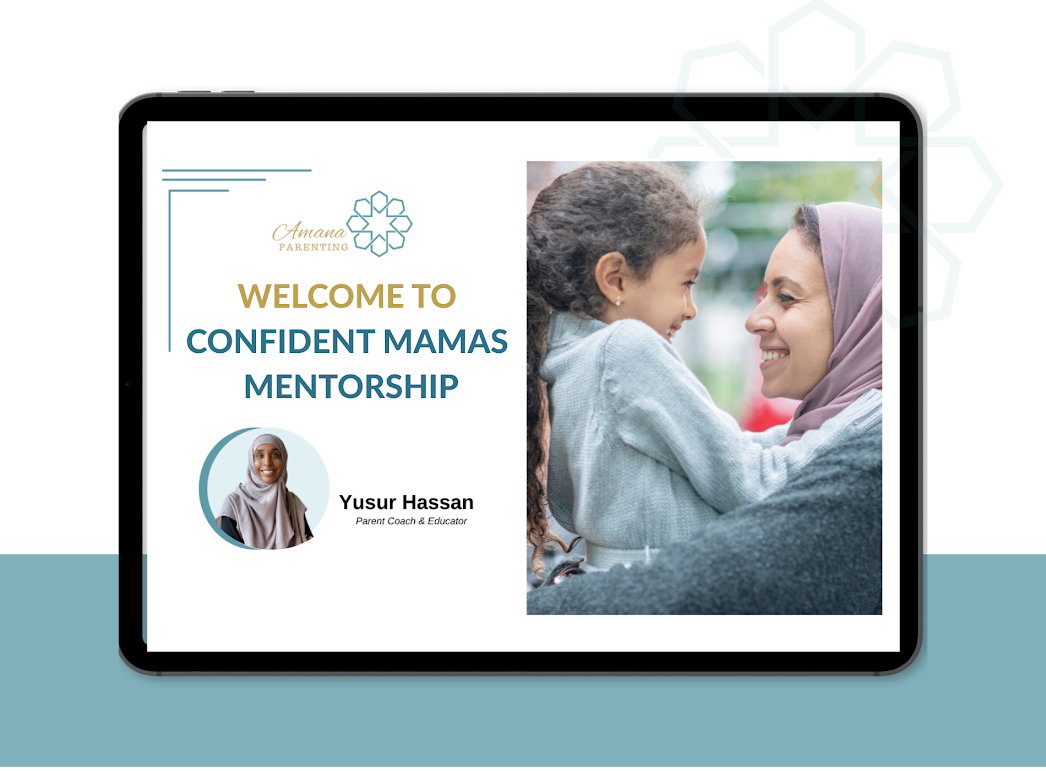 Amana
PARENTING
WELCOME TO
CONFIDENT MAMAS
MENTORSHIP
Yusur Hassan
Parent Coach & Educator